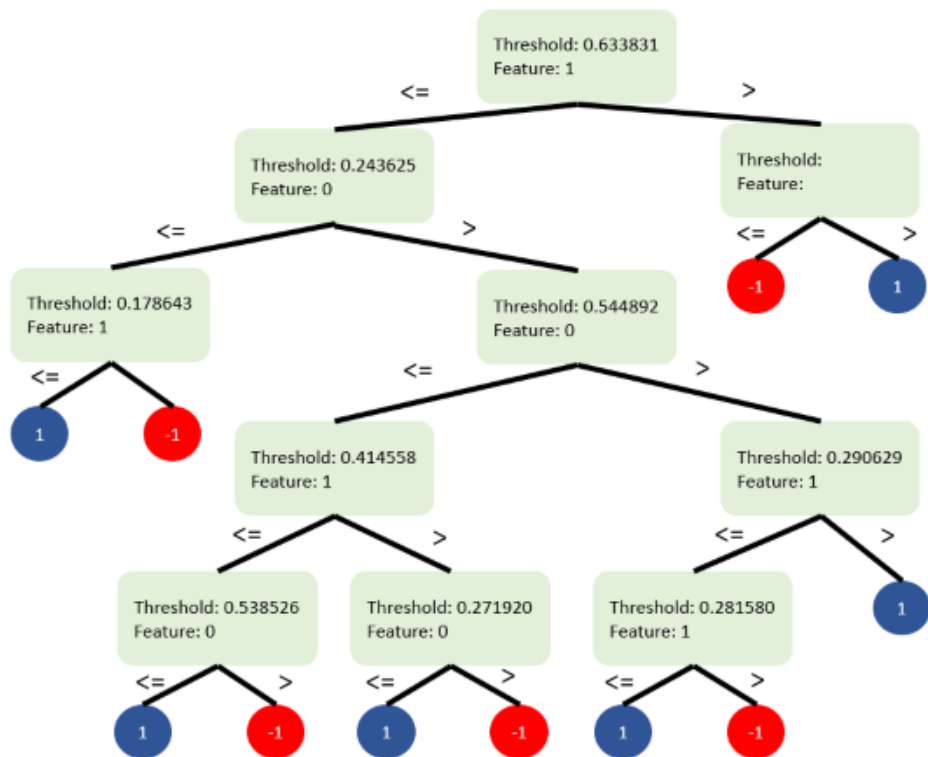 Threshold: 0.633831
Feature: 1
<=
>
Threshold: 0.243625
Feature: 0
Threshold:
Feature:
<=
>
<=
>
-1
1
Threshold: 0.178643
Feature: 1
Threshold: 0.544892
Feature: 0
<=
<=
>
1
-1
Threshold: 0.414558
Feature: 1
Threshold: 0.290629
Feature: 1
<=
>
<=
>
Threshold: 0.538526
Feature: 0
Threshold: 0.271920
Feature: 0
Threshold: 0.281580
Feature: 1
1
<=
>
<=
>
<=
>
1
-1
1
-1
1
-1